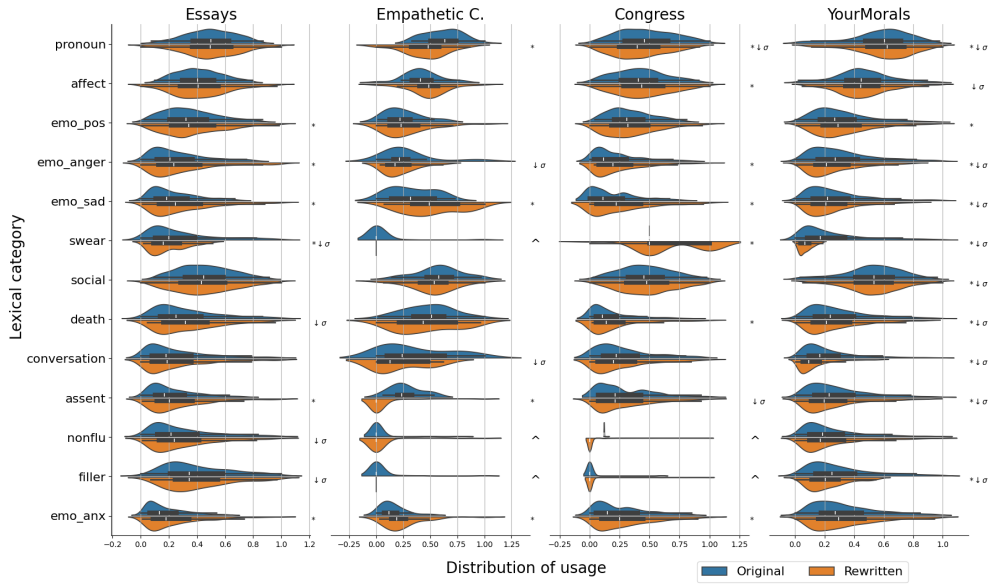 Essays Empathetic C. Congress YourMorals
pronoun * *↓σ *↓σ
affect * ↓σ
emo_pos * *
emo_anger * ↓σ * *↓σ
emo_sad * * * *↓σ
swear *↓σ ^ * *↓σ
social *↓σ
death ↓σ * *↓σ
conversation ↓σ *↓σ
assent * * ↓σ *↓σ
nonflu ↓σ ^ ^
filler ↓σ ^ ^ *↓σ
emo_anx * * *
Lexical category
−0.2 0.0 0.2 0.4 0.6 0.8 1.0 1.2 −0.25 0.00 0.25 0.50 0.75 1.00 1.25 −0.25 0.00 0.25 0.50 0.75 1.00 1.25 0.0 0.2 0.4 0.6 0.8 1.0
Distribution of usage
Original Rewritten